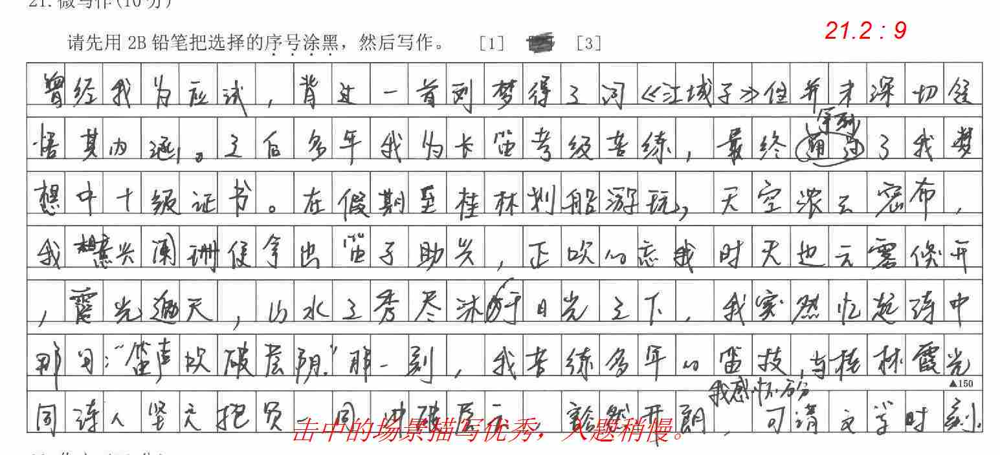 21. 微写作(10分)
21.2 : 9
请先用 2B 铅笔把选择的序号涂黑，然后写作。 [1] [3]
曾经我为应试，背过一首刘梦得之词《江城子》但并未深切领
悟其内涵。之后多年我为长笛考级苦练，最终拿到了我梦
想中十级证书。在假期至桂林划船游玩，天空浓云密布，
我意兴阑珊便拿出笛子助兴，正吹的忘我时天边云雾倏开
，霞光遍天，山水之秀尽沐于日光之下。我突然忆起诗中
那句："笛声吹破层阴。"那一刻，我苦练多年的笛技，与桂林霞光
▲150
同诗人坚定抱负一同冲破层云，豁然开朗，我感怀万分，可谓文学时刻。
击中的场景描写优秀，入题稍慢。